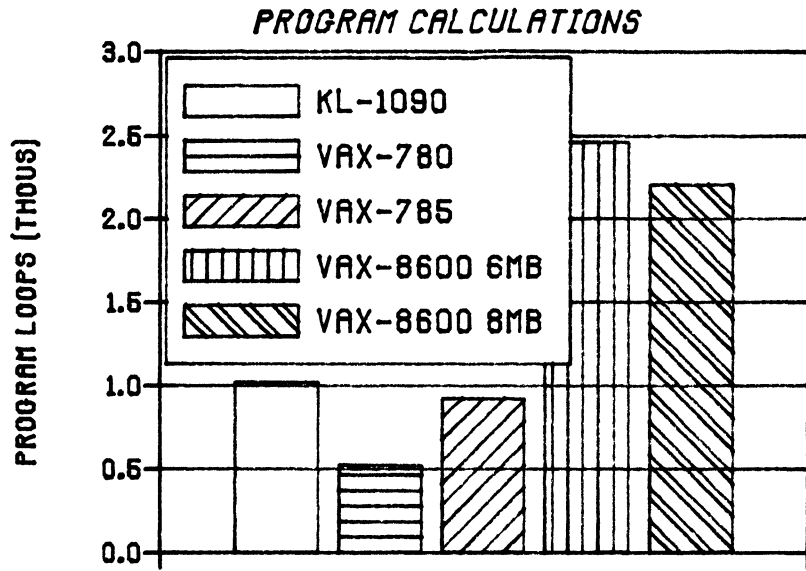 PROGRAM CALCULATIONS
PROGRAM LOOPS (THOUS)
3.0
2.5
2.0
1.5
1.0
0.5
0.0
KL-1090
VAX-780
VAX-785
VAX-8600 6MB
VAX-8600 8MB